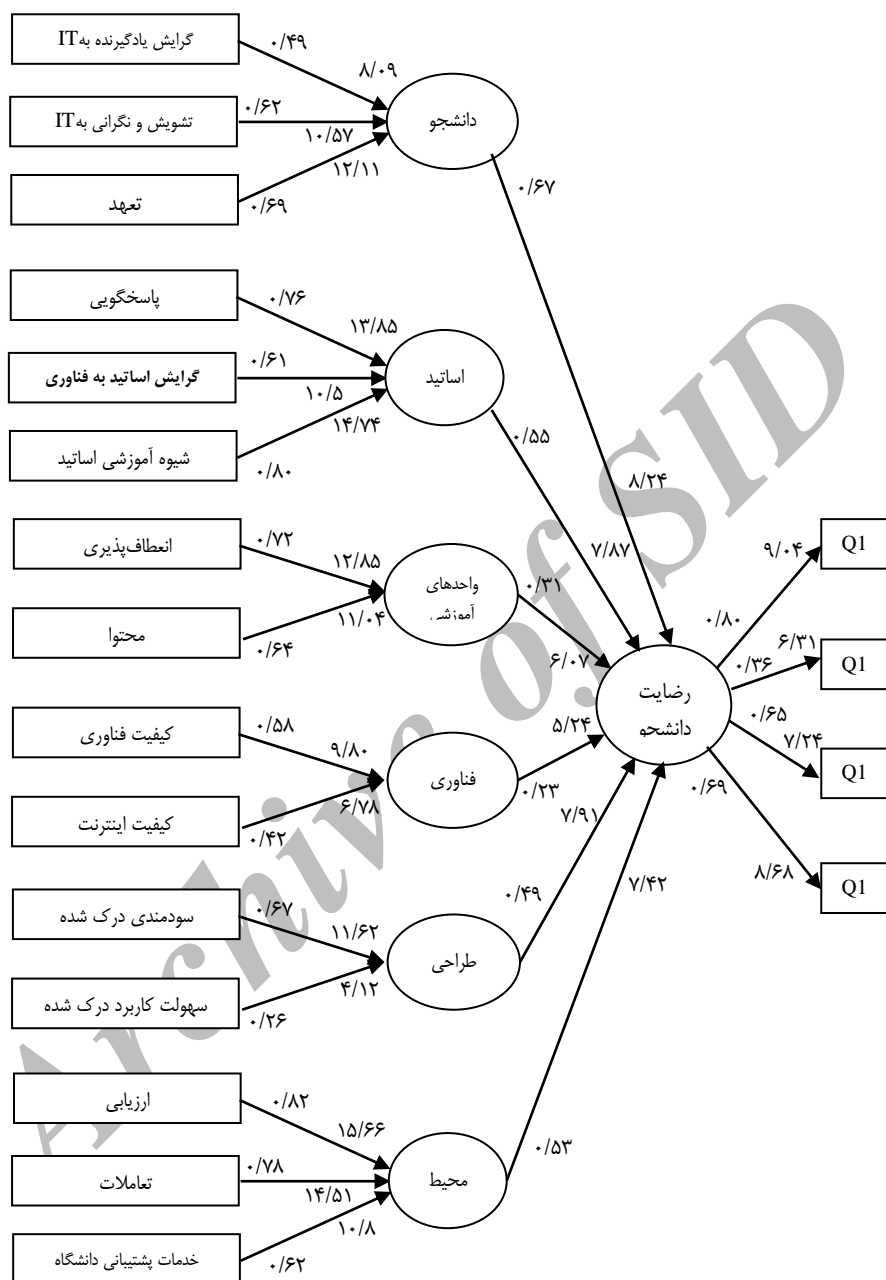 گرایش یادگیرنده به IT
۰/۴۹
۸/۰۹
تشویش و نگرانی به IT
۰/۶۲
۱۰/۵۷
دانشجو
تعهد
۰/۶۹
۱۲/۱۱
۰/۶۷
۸/۲۴
پاسخگویی
۰/۷۶
۱۳/۸۵
گرایش اساتید به فناوری
۰/۶۱
۱۰/۵
اساتید
شیوه آموزشی اساتید
۰/۸۰
۱۴/۷۴
۰/۵۵
۷/۸۷
انعطاف‌پذیری
۰/۷۲
۱۲/۸۵
واحدهای
آموزشی
محتوا
۰/۶۴
۱۱/۰۴
۰/۳۱
۶/۰۷
کیفیت فناوری
۰/۵۸
۹/۸۰
فناوری
کیفیت اینترنت
۰/۴۲
۶/۷۸
۰/۲۳
۵/۲۴
سودمندی درک شده
۰/۶۷
۱۱/۶۲
طراحی
سهولت کاربرد درک شده
۰/۲۶
۴/۱۲
۰/۴۹
۷/۹۱
ارزیابی
۰/۸۲
۱۵/۶۶
تعاملات
۰/۷۸
۱۴/۵۱
محیط
خدمات پشتیبانی دانشگاه
۰/۶۲
۱۰/۸
۰/۵۳
۷/۴۲
رضایت
دانشجو
۰/۸۰
۹/۰۴
Q1
۰/۳۶
۶/۳۱
Q1
۰/۶۵
۷/۲۴
Q1
۰/۶۹
۸/۶۸
Q1
Archive of SID